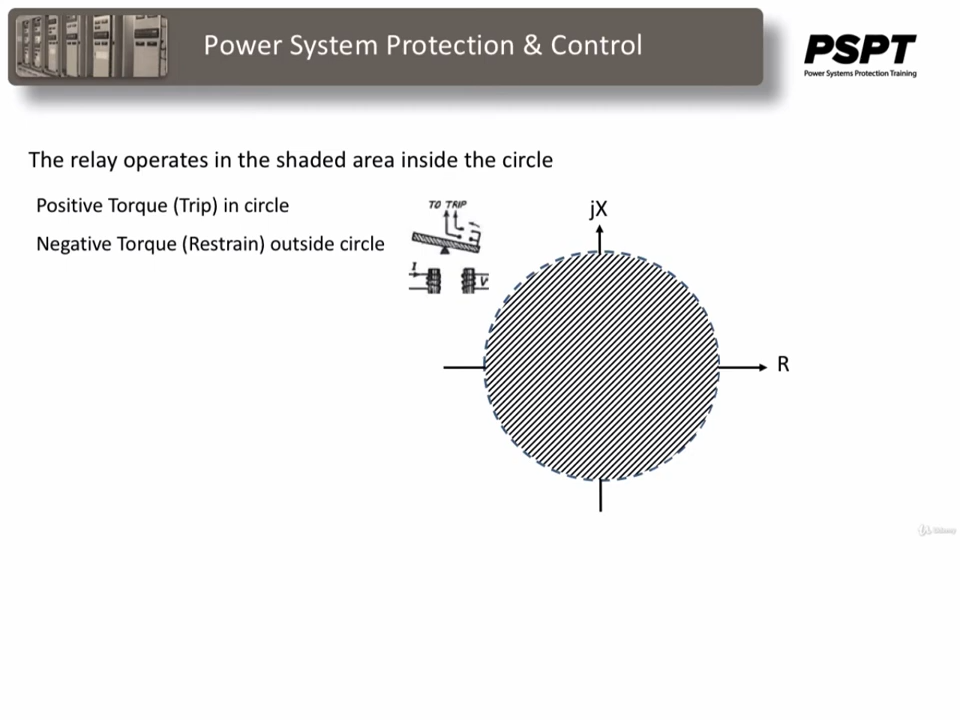 Power System Protection & Control
PSPT
Power Systems Protection Training
The relay operates in the shaded area inside the circle
Positive Torque (Trip) in circle
Negative Torque (Restrain) outside circle
TO TRIP
I
V
jX
R